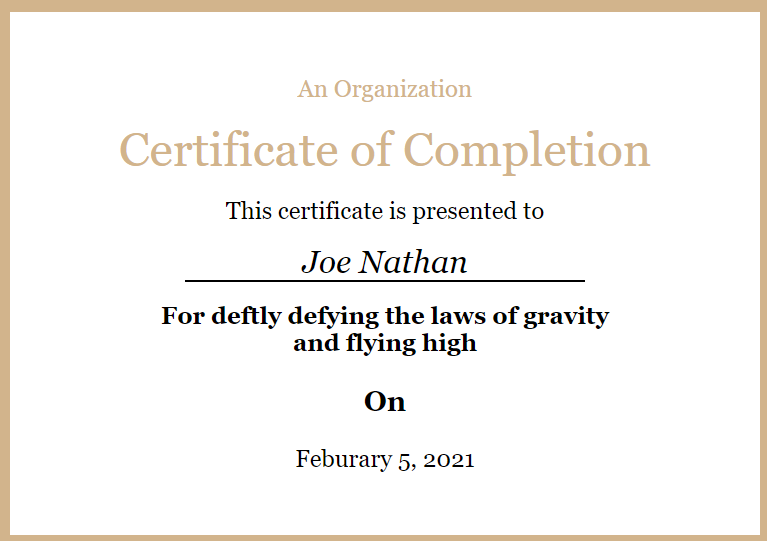 An Organization
Certificate of Completion
This certificate is presented to
Joe Nathan
For deftly defying the laws of gravity
and flying high
On
Feburary 5, 2021